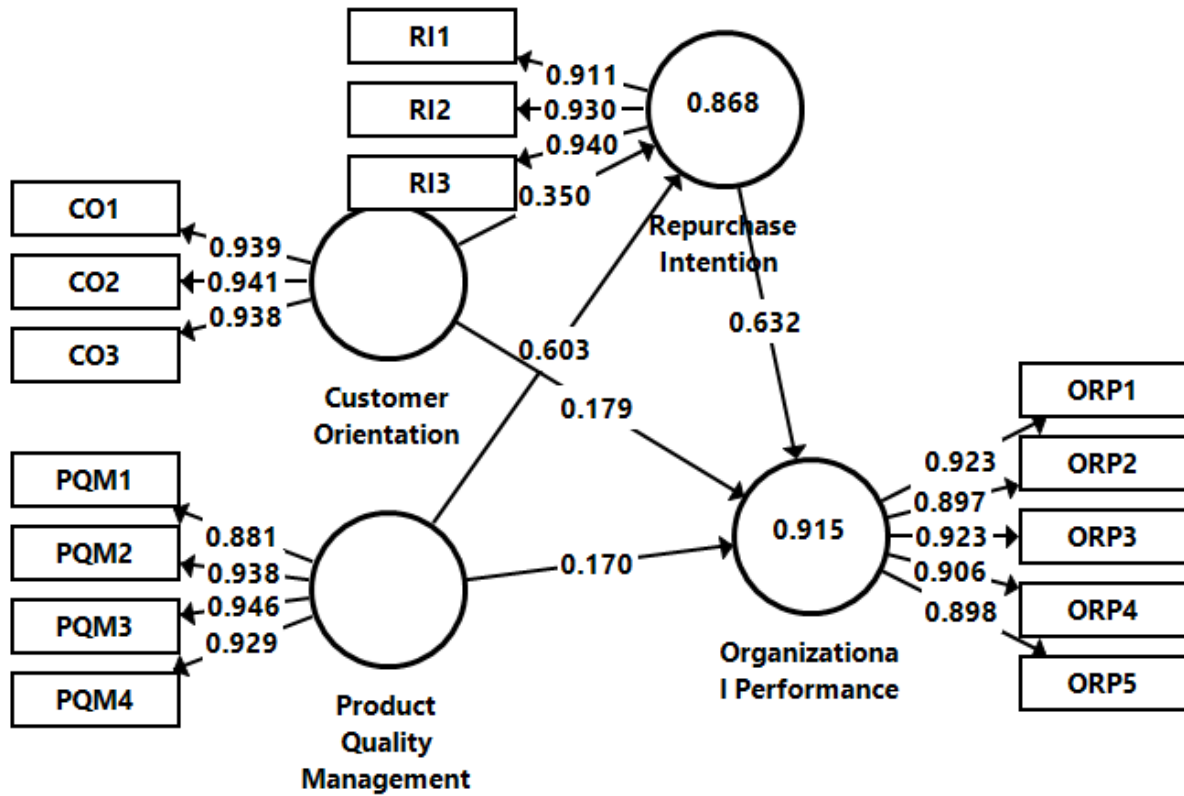 RI1
0.911
0.868
RI2
0.930
0.940
RI3
0.350
CO1
Repurchase
Intention
0.939
CO2
0.941
0.938
0.632
CO3
0.603
ORP1
Customer
Orientation
0.179
0.923
ORP2
PQM1
0.897
0.881
0.915
0.923
ORP3
PQM2
0.938
0.170
0.906
PQM3
0.946
0.898
ORP4
0.929
Organizationa
l Performance
ORP5
PQM4
Product
Quality
Management